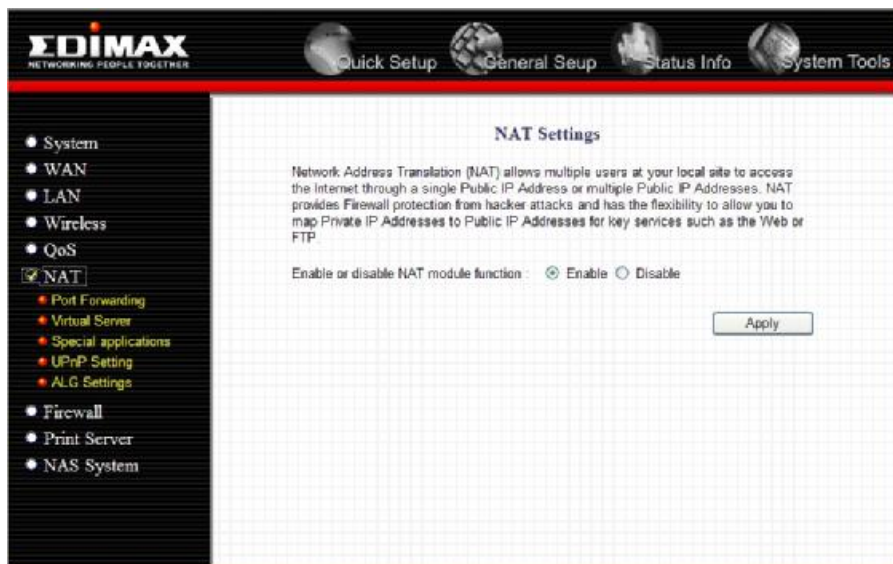 EDIMAX
NETWORKING PEOPLE TOGETHER
Quick Setup
General Seup
Status Info
System Tools
System
WAN
LAN
Wireless
QoS
NAT
Port Forwarding
Virtual Server
Special applications
UPnP Setting
ALG Settings
Firewall
Print Server
NAS System
NAT Settings
Network Address Translation (NAT) allows multiple users at your local site to access
the Internet through a single Public IP Address or multiple Public IP Addresses. NAT
provides Firewall protection from hacker attacks and has the flexibility to allow you to
map Private IP Addresses to Public IP Addresses for key services such as the Web or
FTP.
Enable or disable NAT module function : Enable Disable
Apply